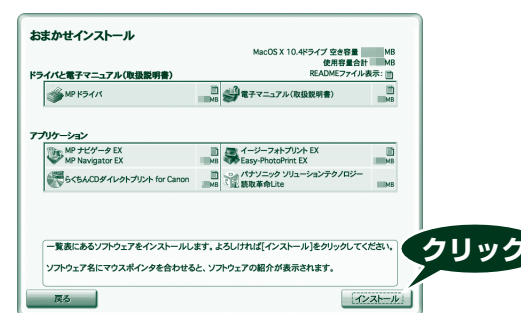 おまかせインストール
MacOS X 10.4ドライブ 空き容量 MB
使用容量合計 MB
ドライバと電子マニュアル(取扱説明書)
READMEファイル表示:
MP ドライバ MB
電子マニュアル(取扱説明書) MB
アプリケーション
MP ナビゲータ EX
MP Navigator EX MB
イージーフォトプリント EX
Easy-PhotoPrint EX MB
らくちんCDダイレクトプリント for Canon MB
パナソニック ソリューションテクノロジー
読取革命Lite MB
一覧表にあるソフトウェアをインストールします。よろしければ[インストール]をクリックしてください。
ソフトウェア名にマウスポインタを合わせると、ソフトウェアの紹介が表示されます。
クリック
戻る
インストール